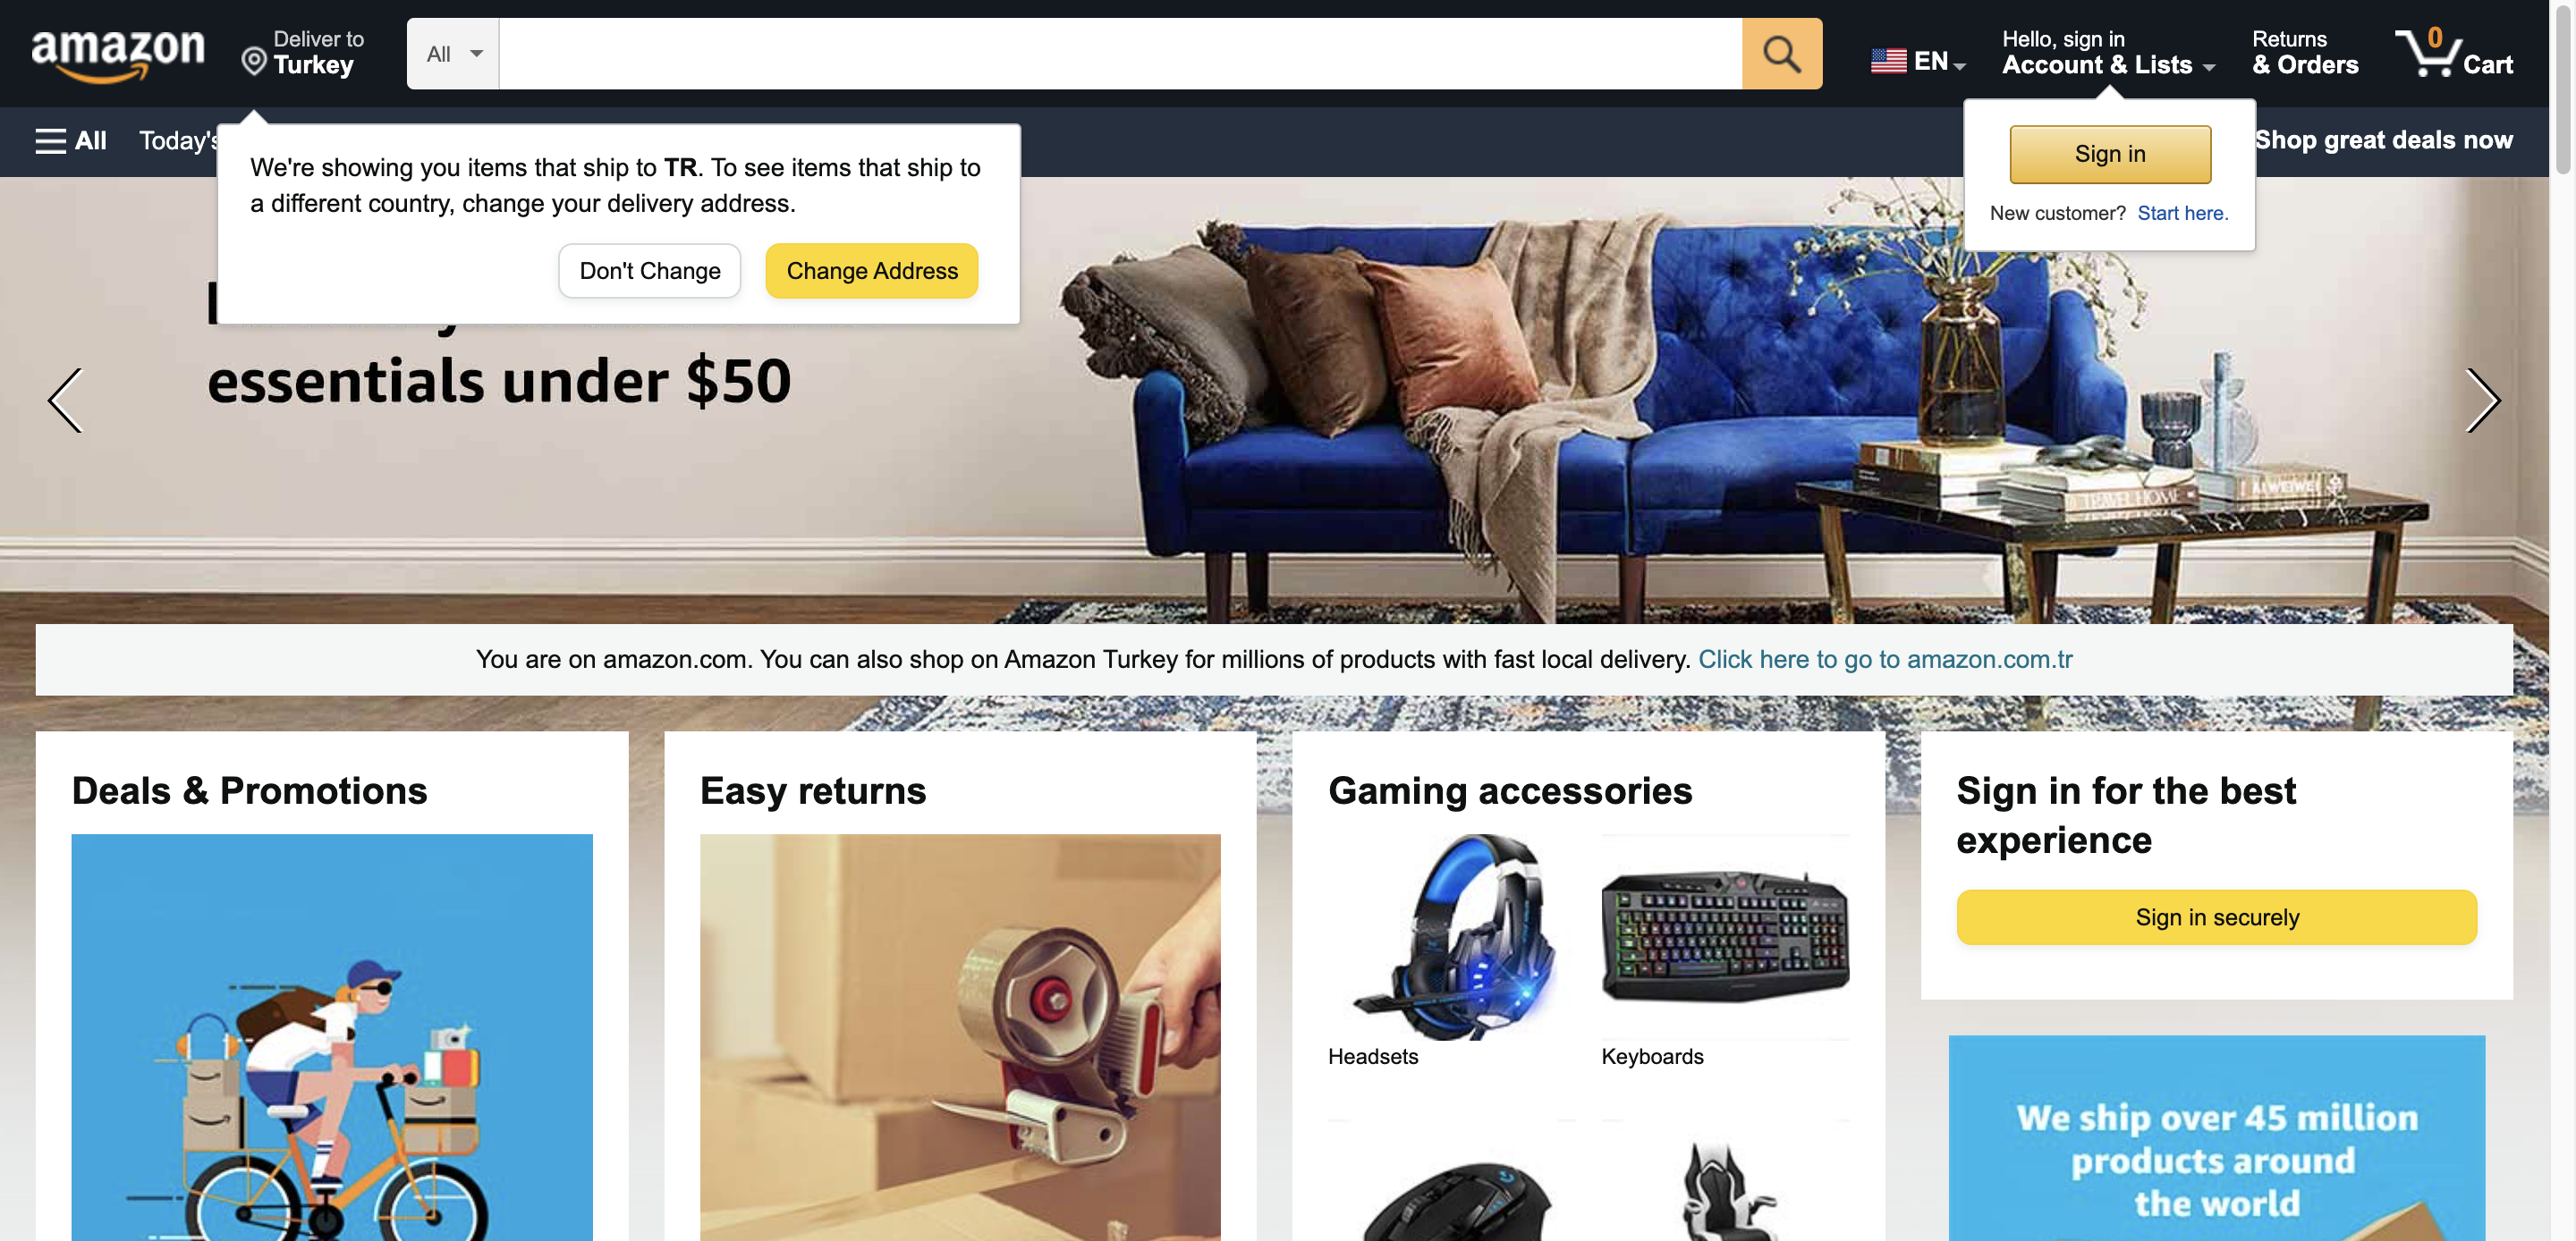 amazon
Deliver to
Turkey
All
EN
Hello, sign in
Account & Lists
Returns
& Orders
0
Cart
All
Today's
Shop great deals now
We're showing you items that ship to TR. To see items that ship to
a different country, change your delivery address.
Don't Change
Change Address
Sign in
New customer? Start here.
essentials under $50
TRAVEL HOME
AI WEIWEI
You are on amazon.com. You can also shop on Amazon Turkey for millions of products with fast local delivery. Click here to go to amazon.com.tr
Deals & Promotions
Easy returns
Gaming accessories
Headsets
Keyboards
Sign in for the best
experience
Sign in securely
We ship over 45 million
products around
the world